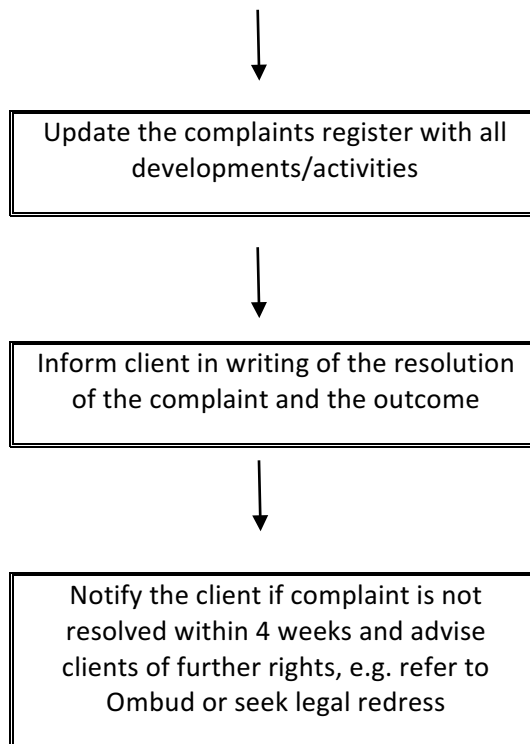 Update the complaints register with all
developments/activities
Inform client in writing of the resolution
of the complaint and the outcome
Notify the client if complaint is not
resolved within 4 weeks and advise
clients of further rights, e.g. refer to
Ombud or seek legal redress